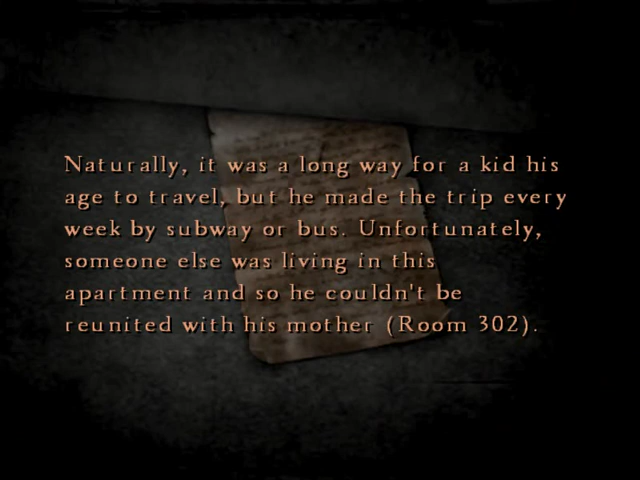 Naturally, it was a long way for a kid his
age to travel, but he made the trip every
week by subway or bus. Unfortunately,
someone else was living in this
apartment and so he couldn't be
reunited with his mother (Room 302).